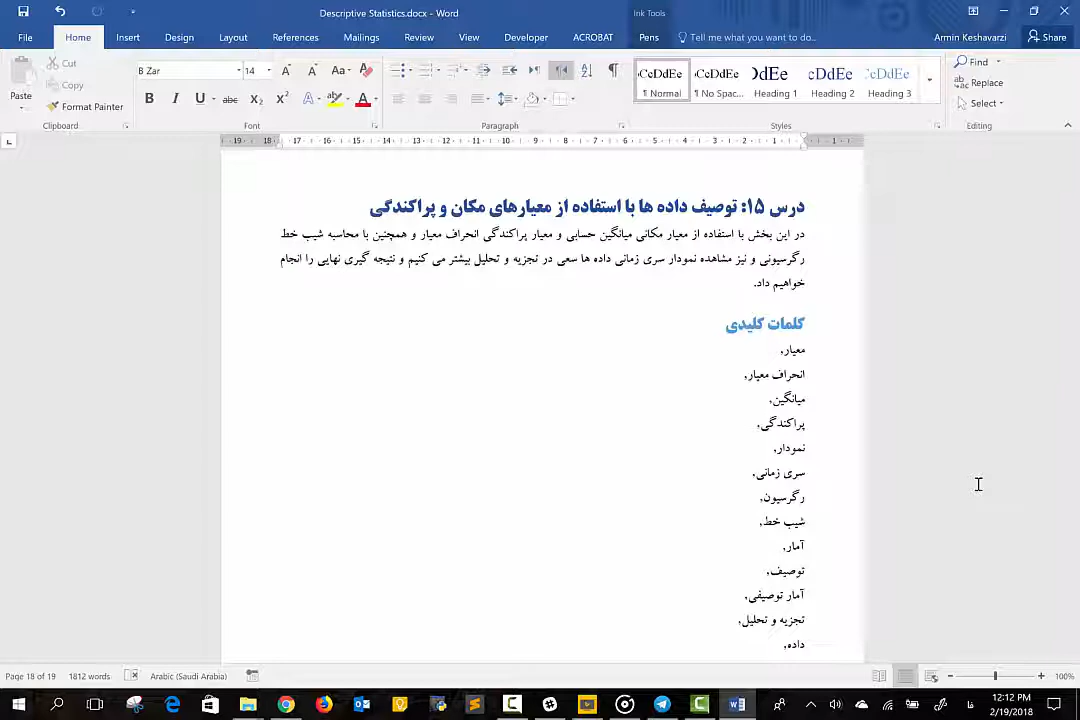 Descriptive Statistics.docx - Word
Ink Tools
File Home Insert Design Layout References Mailings Review View Developer ACROBAT Pens Tell me what you want to do... Armin Keshavarzi Share
Paste
Cut
Copy
Format Painter
B Zar 14
Find
Replace
Select
¶ Normal ¶ No Spac... Heading 1 Heading 2 Heading 3
Clipboard Font Paragraph Styles Editing
درس ۱۵: توصیف داده ها با استفاده از معیارهای مکان و پراکندگی
در این بخش با استفاده از معیار مکانی میانگین حسابی و معیار پراکندگی انحراف معیار و همچنین با محاسبه شیب خط
رگرسیونی و نیز مشاهده نمودار سری زمانی داده ها سعی در تجزیه و تحلیل بیشتر می کنیم و نتیجه گیری نهایی را انجام
خواهیم داد.
کلمات کلیدی
معیار,
انحراف معیار,
میانگین,
پراکندگی,
نمودار,
سری زمانی,
رگرسیون,
شیب خط,
آمار,
توصیف,
آمار توصیفی,
تجزیه و تحلیل,
داده,
Page 18 of 19 1812 words Arabic (Saudi Arabia) 100%
12:12 PM
2/19/2018